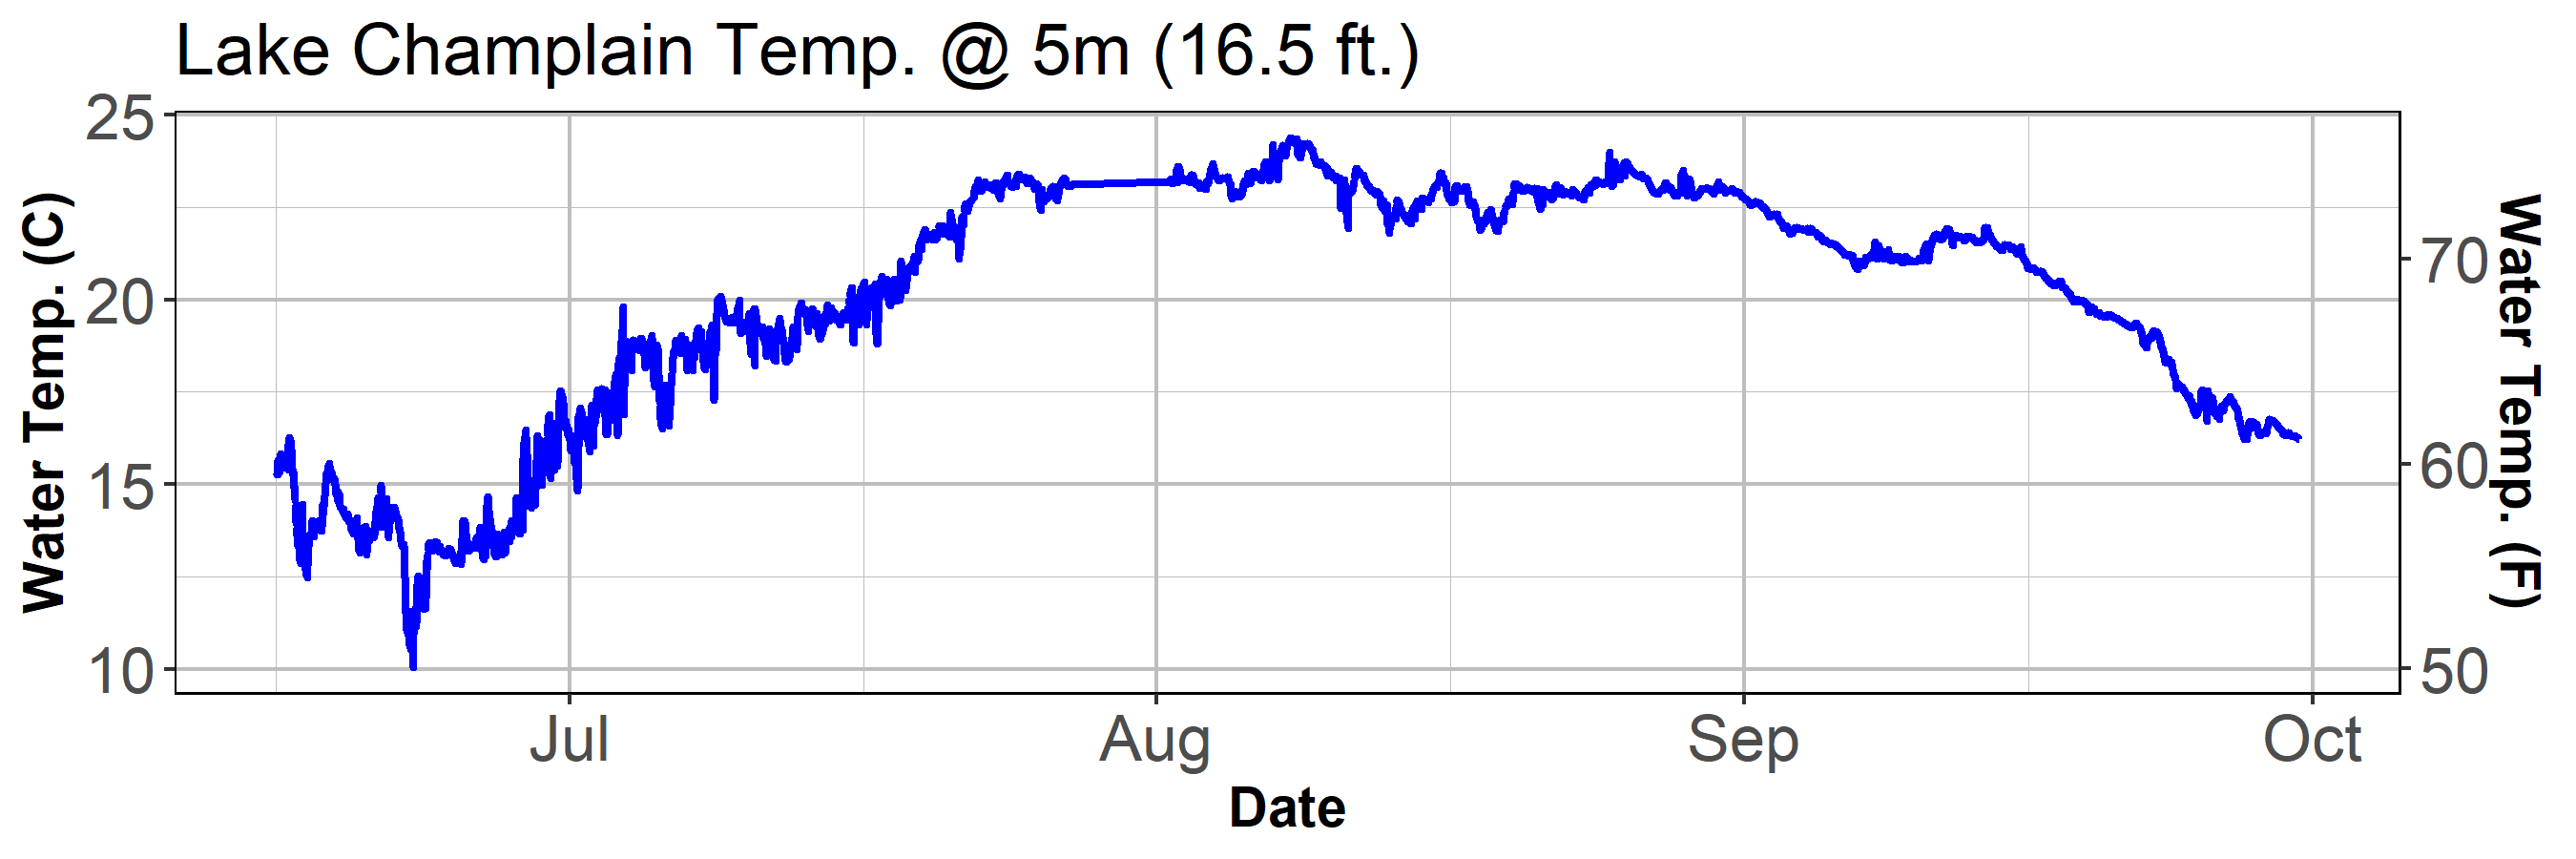 Lake Champlain Temp. @ 5m (16.5 ft.)
25
20
15
10
Water Temp. (C)
70
60
50
Water Temp. (F)
Jul Aug Sep Oct
Date